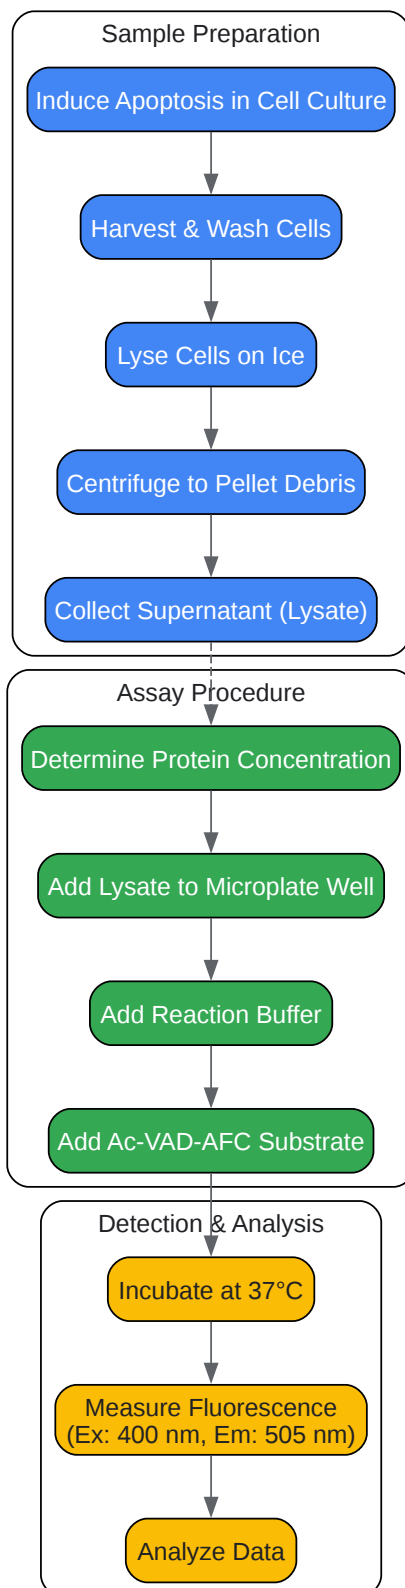 Sample Preparation
Induce Apoptosis in Cell Culture
Harvest & Wash Cells
Lyse Cells on Ice
Centrifuge to Pellet Debris
Collect Supernatant (Lysate)
Assay Procedure
Determine Protein Concentration
Add Lysate to Microplate Well
Add Reaction Buffer
Add Ac-VAD-AFC Substrate
Detection & Analysis
Incubate at 37°C
Measure Fluorescence
(Ex: 400 nm, Em: 505 nm)
Analyze Data